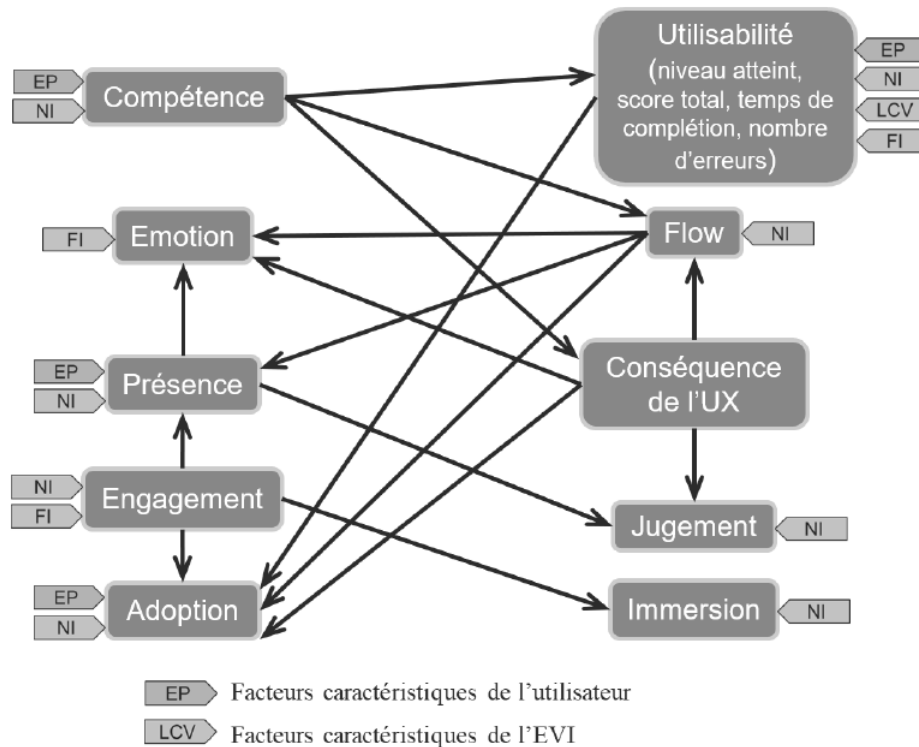 Utilisabilité
(niveau atteint,
score total, temps de
complétion, nombre
d'erreurs)
EP
NI
LCV
FI
EP
NI
Compétence
FI
Emotion
Flow
NI
EP
NI
Présence
Conséquence
de l'UX
NI
FI
Engagement
Jugement
NI
EP
NI
Adoption
Immersion
NI
EP Facteurs caractéristiques de l'utilisateur
LCV Facteurs caractéristiques de l'EVI